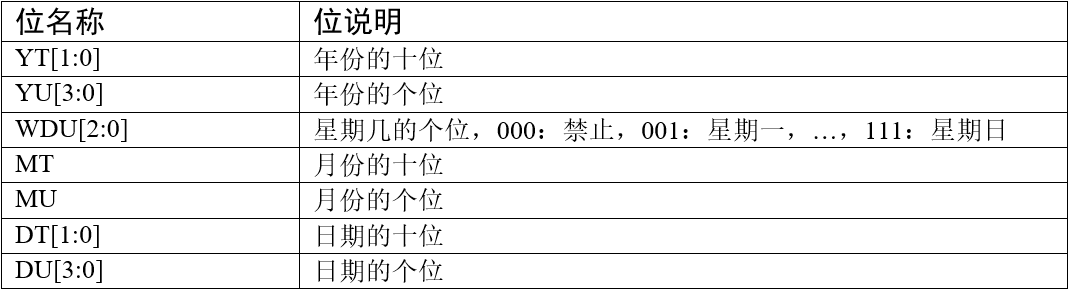 位名称 位说明
YT[1:0] 年份的十位
YU[3:0] 年份的个位
WDU[2:0] 星期几的个位，000：禁止，001：星期一，…，111：星期日
MT 月份的十位
MU 月份的个位
DT[1:0] 日期的十位
DU[3:0] 日期的个位